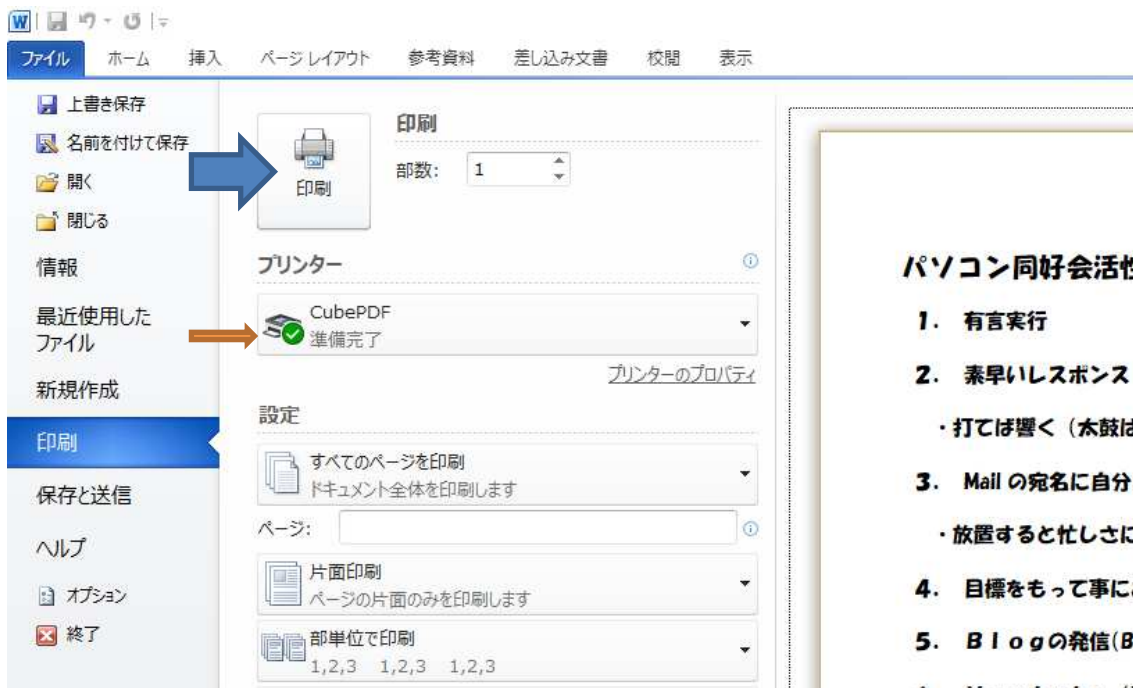 W
ファイル ホーム 挿入 ページ レイアウト 参考資料 差し込み文書 校閲 表示
上書き保存
名前を付けて保存
開く
閉じる
情報
最近使用した
ファイル
新規作成
印刷
保存と送信
ヘルプ
オプション
終了
印刷
印刷
部数: 1
プリンター
CubePDF
準備完了
プリンターのプロパティ
設定
すべてのページを印刷
ドキュメント全体を印刷します
ページ:
片面印刷
ページの片面のみを印刷します
部単位で印刷
1,2,3 1,2,3 1,2,3
パソコン同好会活性
1. 有言実行
2. 素早いレスポンス
・打てば響く（太鼓は
3. Mail の宛名に自分
・放置すると忙しさに
4. 目標をもって事に
5. Ｂｌｏｇの発信(B